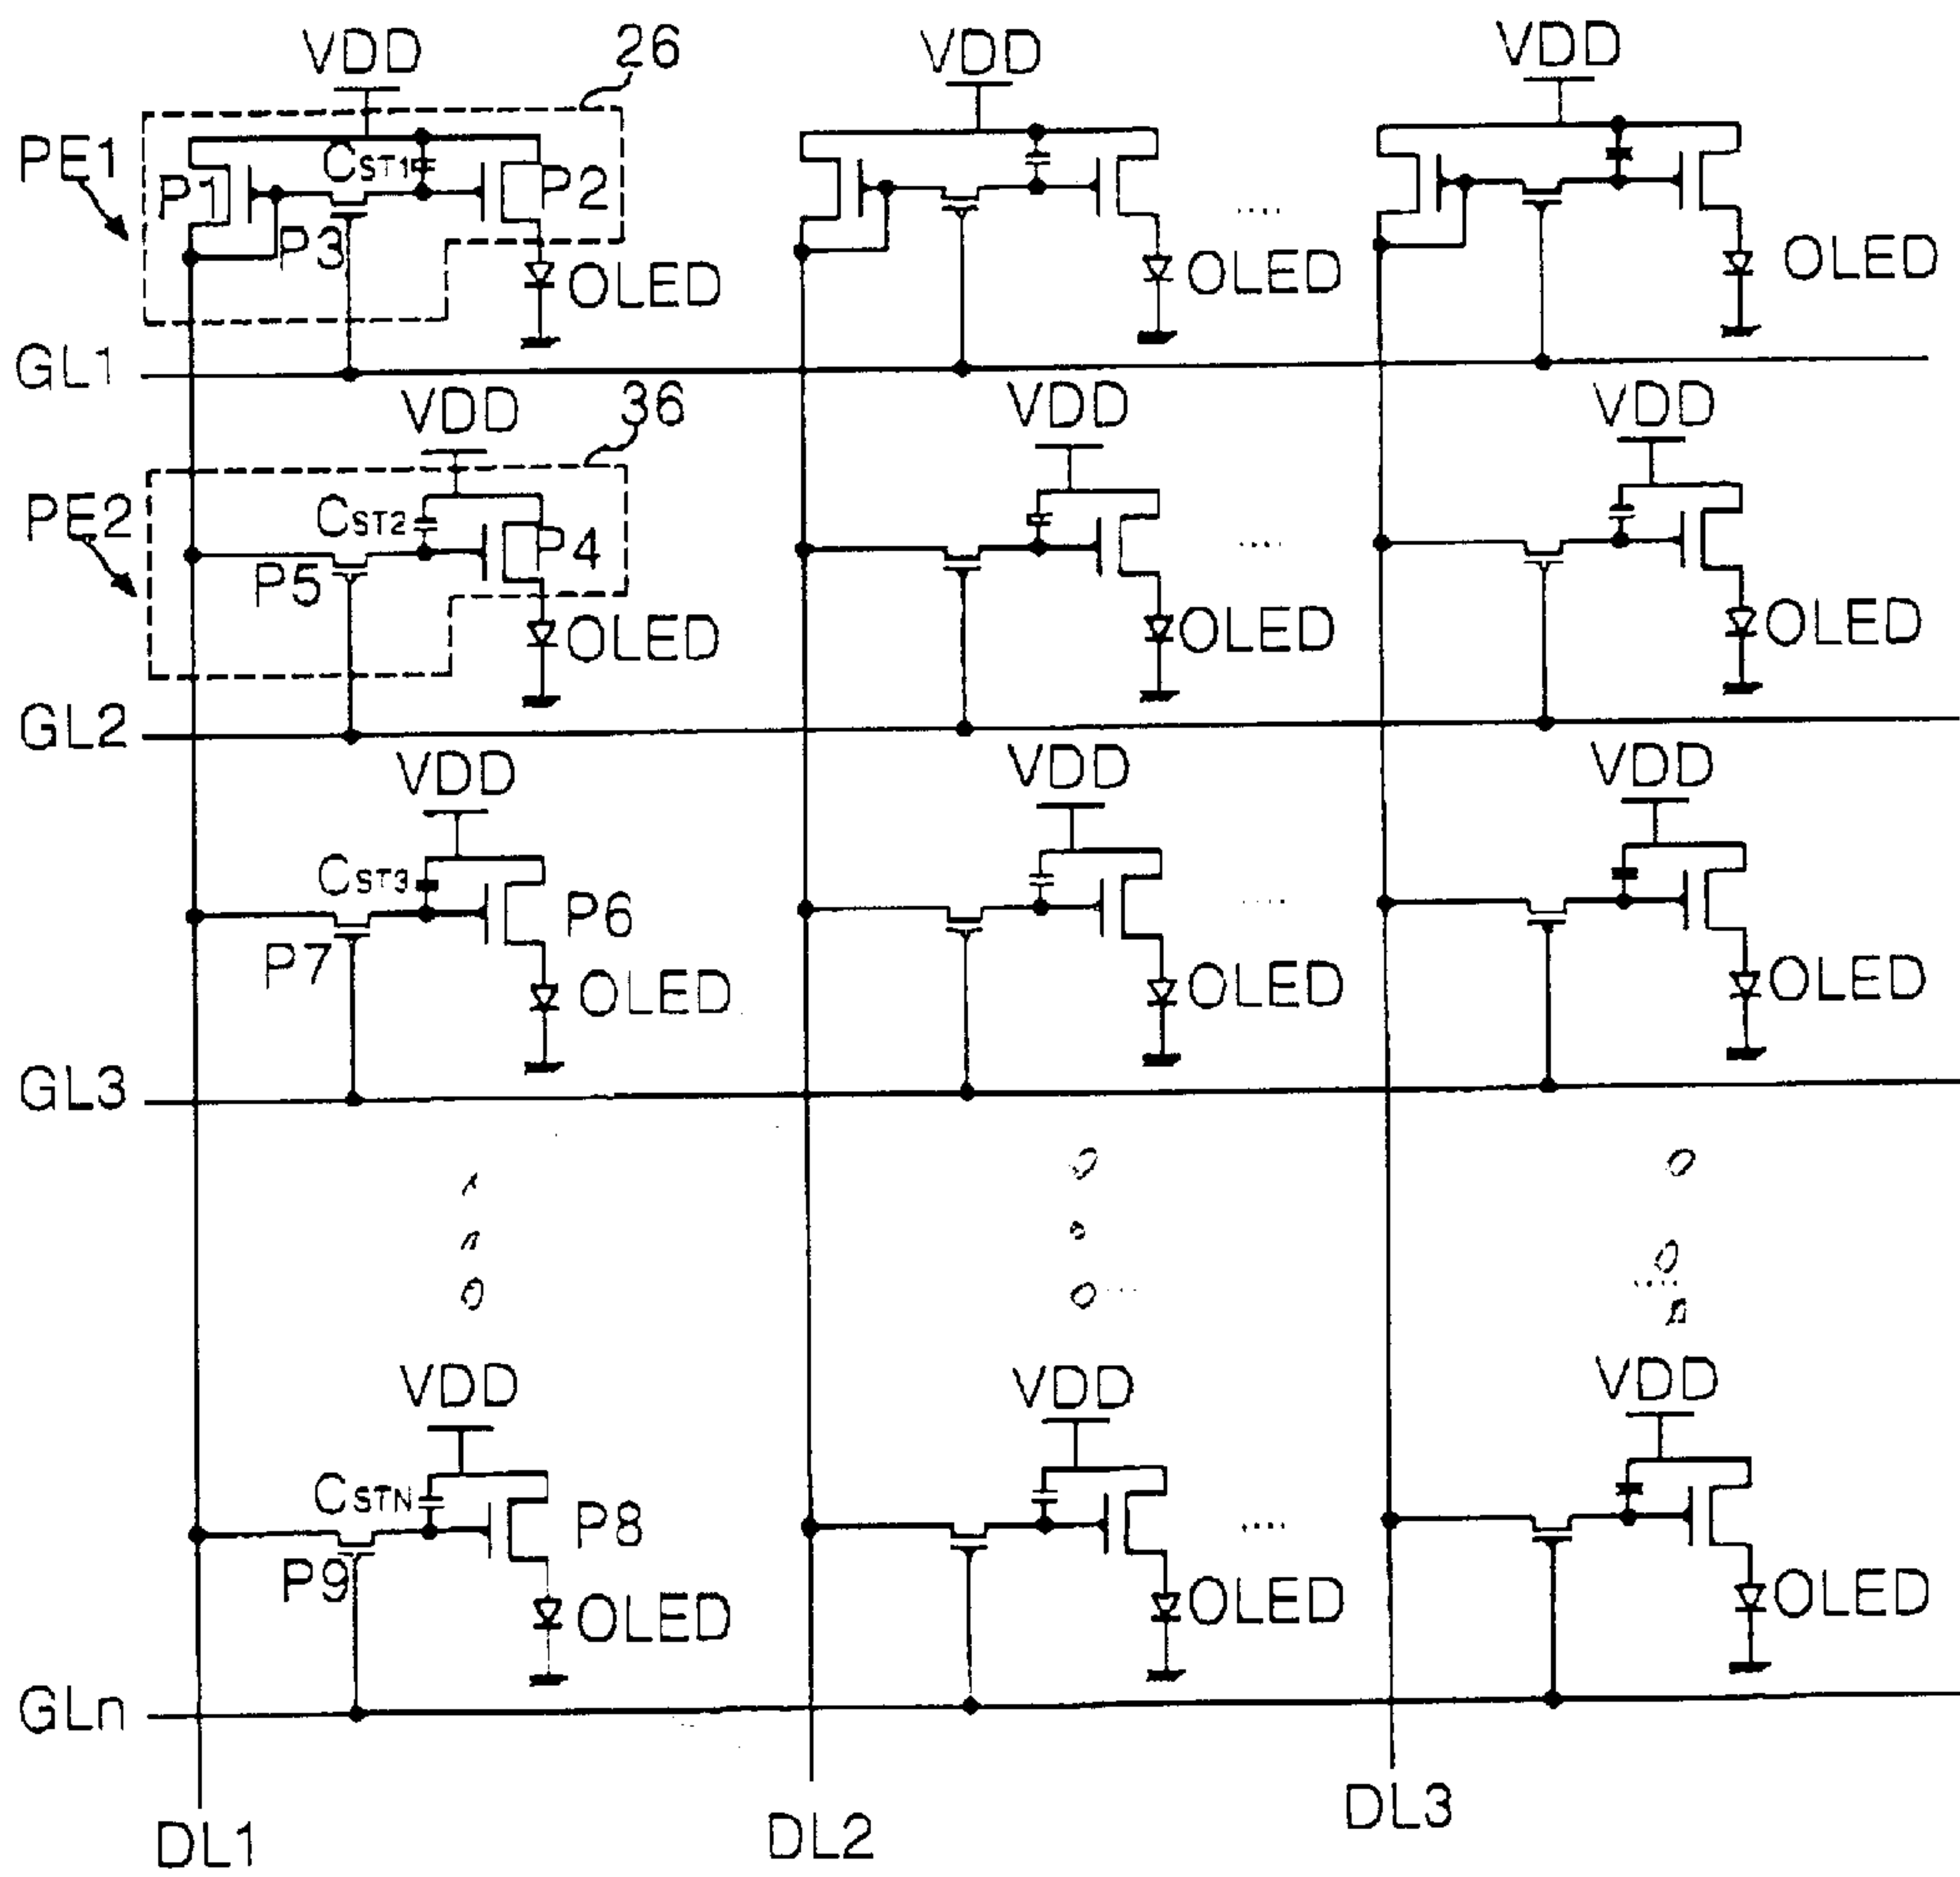 VDD 26 VDD VDD
PE1
CST1
P1 P2
P3
OLED OLED OLED
GL1
VDD 36 VDD VDD
PE2 CST2
P4
P5
OLED OLED OLED
GL2
VDD VDD VDD
CST3
P6
P7
OLED OLED OLED
GL3
VDD VDD VDD
CSTN
P8
P9
OLED OLED OLED
GLn
DL1 DL2 DL3